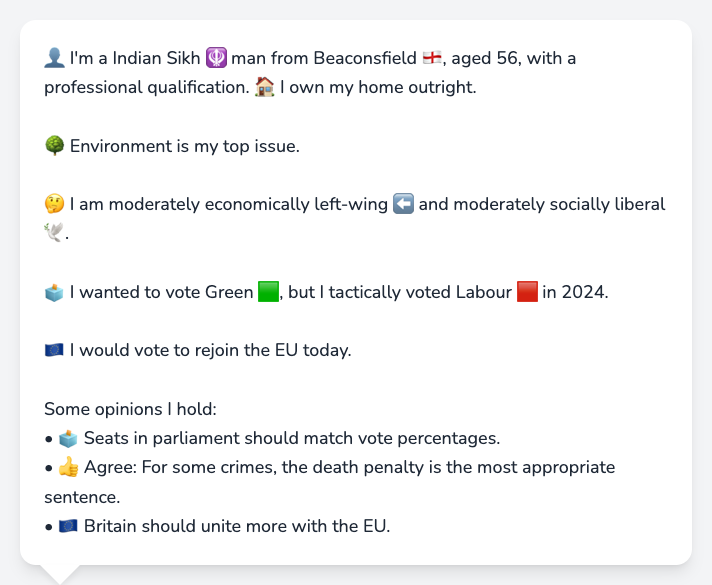 👤 I'm a Indian Sikh 🪯 man from Beaconsfield 🏴󠁧󠁢󠁥󠁮󠁧󠁿, aged 56, with a
professional qualification. 🏠 I own my home outright.
🌳 Environment is my top issue.
🤔 I am moderately economically left-wing ⬅️ and moderately socially liberal
🕊️.
🗳️ I wanted to vote Green 🟩, but I tactically voted Labour 🟥 in 2024.
🇪🇺 I would vote to rejoin the EU today.
Some opinions I hold:
• 🗳️ Seats in parliament should match vote percentages.
• 👍 Agree: For some crimes, the death penalty is the most appropriate
sentence.
• 🇪🇺 Britain should unite more with the EU.